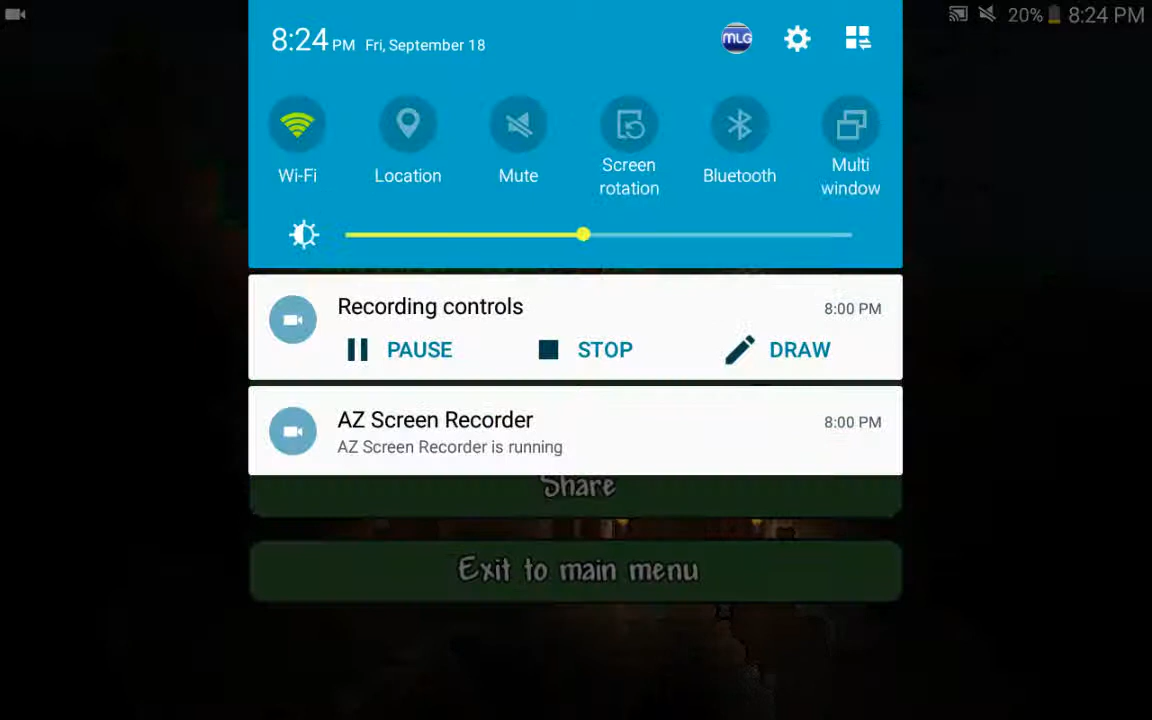 20% 8:24 PM
8:24 PM Fri, September 18
MLG
Wi-Fi
Location
Mute
Screen rotation
Bluetooth
Multi window
Recording controls
8:00 PM
PAUSE
STOP
DRAW
AZ Screen Recorder
8:00 PM
AZ Screen Recorder is running
Share
Exit to main menu